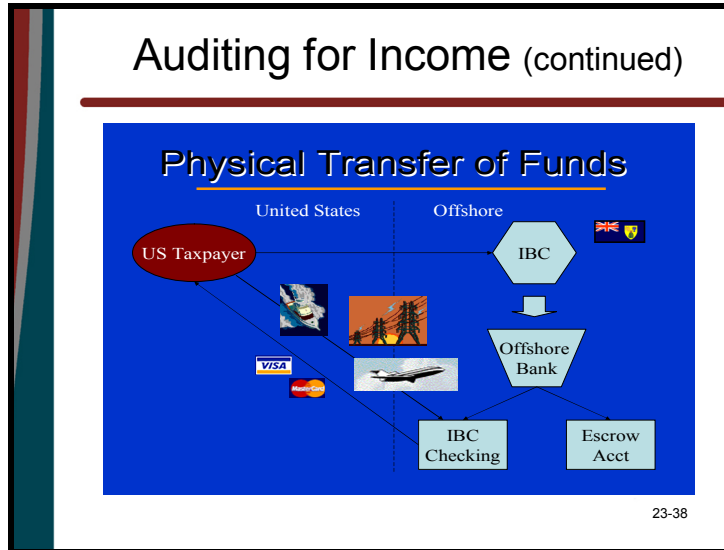 Auditing for Income (continued)
Physical Transfer of Funds
United States
Offshore
US Taxpayer
IBC
Offshore
Bank
VISA
MasterCard
IBC
Checking
Escrow
Acct
23-38